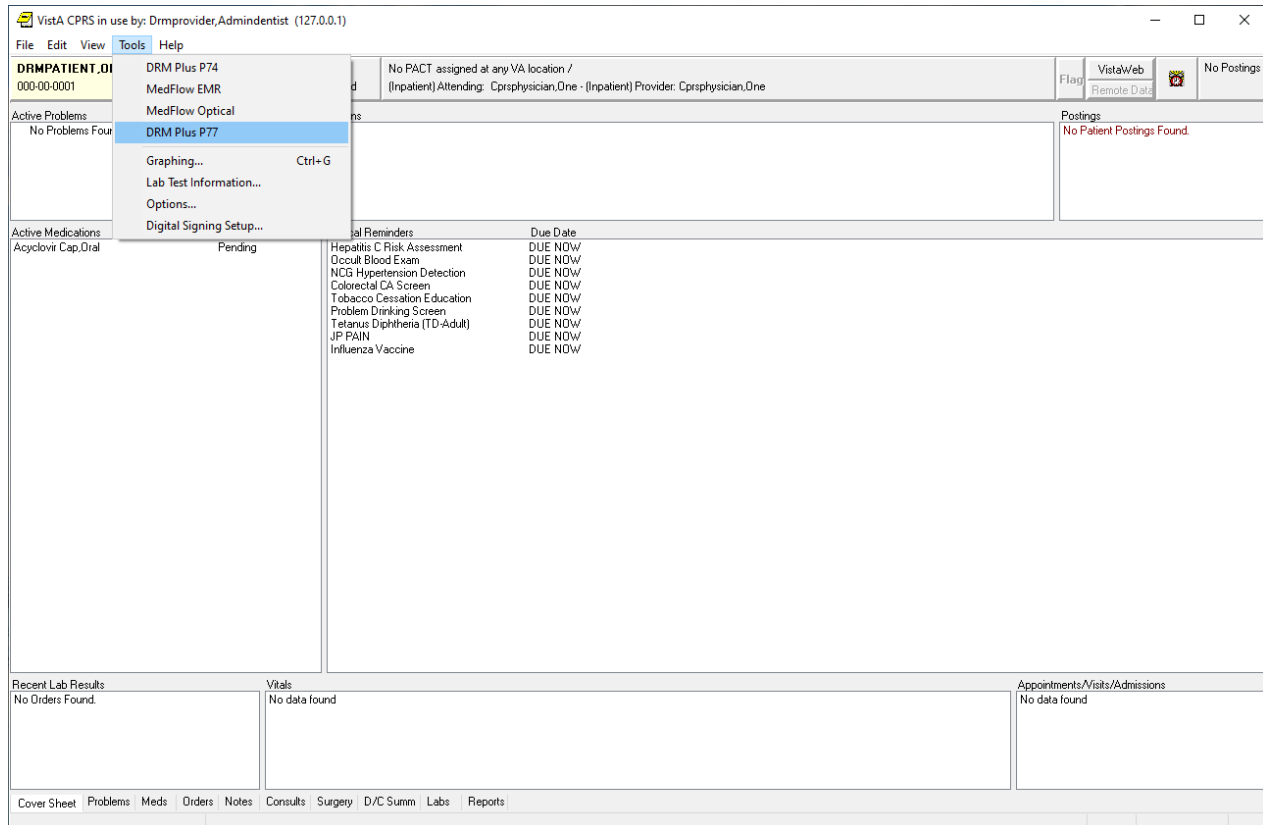 VistA CPRS in use by: Drmprovider,Admindentist (127.0.0.1)
File Edit View Tools Help
DRMPATIENT,O
000-00-0001
No PACT assigned at any VA location /
(Inpatient) Attending: Cprsphysician,One - (Inpatient) Provider: Cprsphysician,One
Flag
VistaWeb
Remote Data
No Postings
DRM Plus P74
MedFlow EMR
MedFlow Optical
DRM Plus P77
Graphing... Ctrl+G
Lab Test Information...
Options...
Digital Signing Setup...
Active Problems
No Problems Foun
Postings
No Patient Postings Found.
Active Medications
Acyclovir Cap,Oral Pending
al Reminders Due Date
Hepatitis C Risk Assessment DUE NOW
Occult Blood Exam DUE NOW
NCG Hypertension Detection DUE NOW
Colorectal CA Screen DUE NOW
Tobacco Cessation Education DUE NOW
Problem Drinking Screen DUE NOW
Tetanus Diphtheria (TD-Adult) DUE NOW
JP PAIN DUE NOW
Influenza Vaccine DUE NOW
Recent Lab Results
No Orders Found.
Vitals
No data found
Appointments/Visits/Admissions
No data found
Cover Sheet Problems Meds Orders Notes Consults Surgery D/C Summ Labs Reports